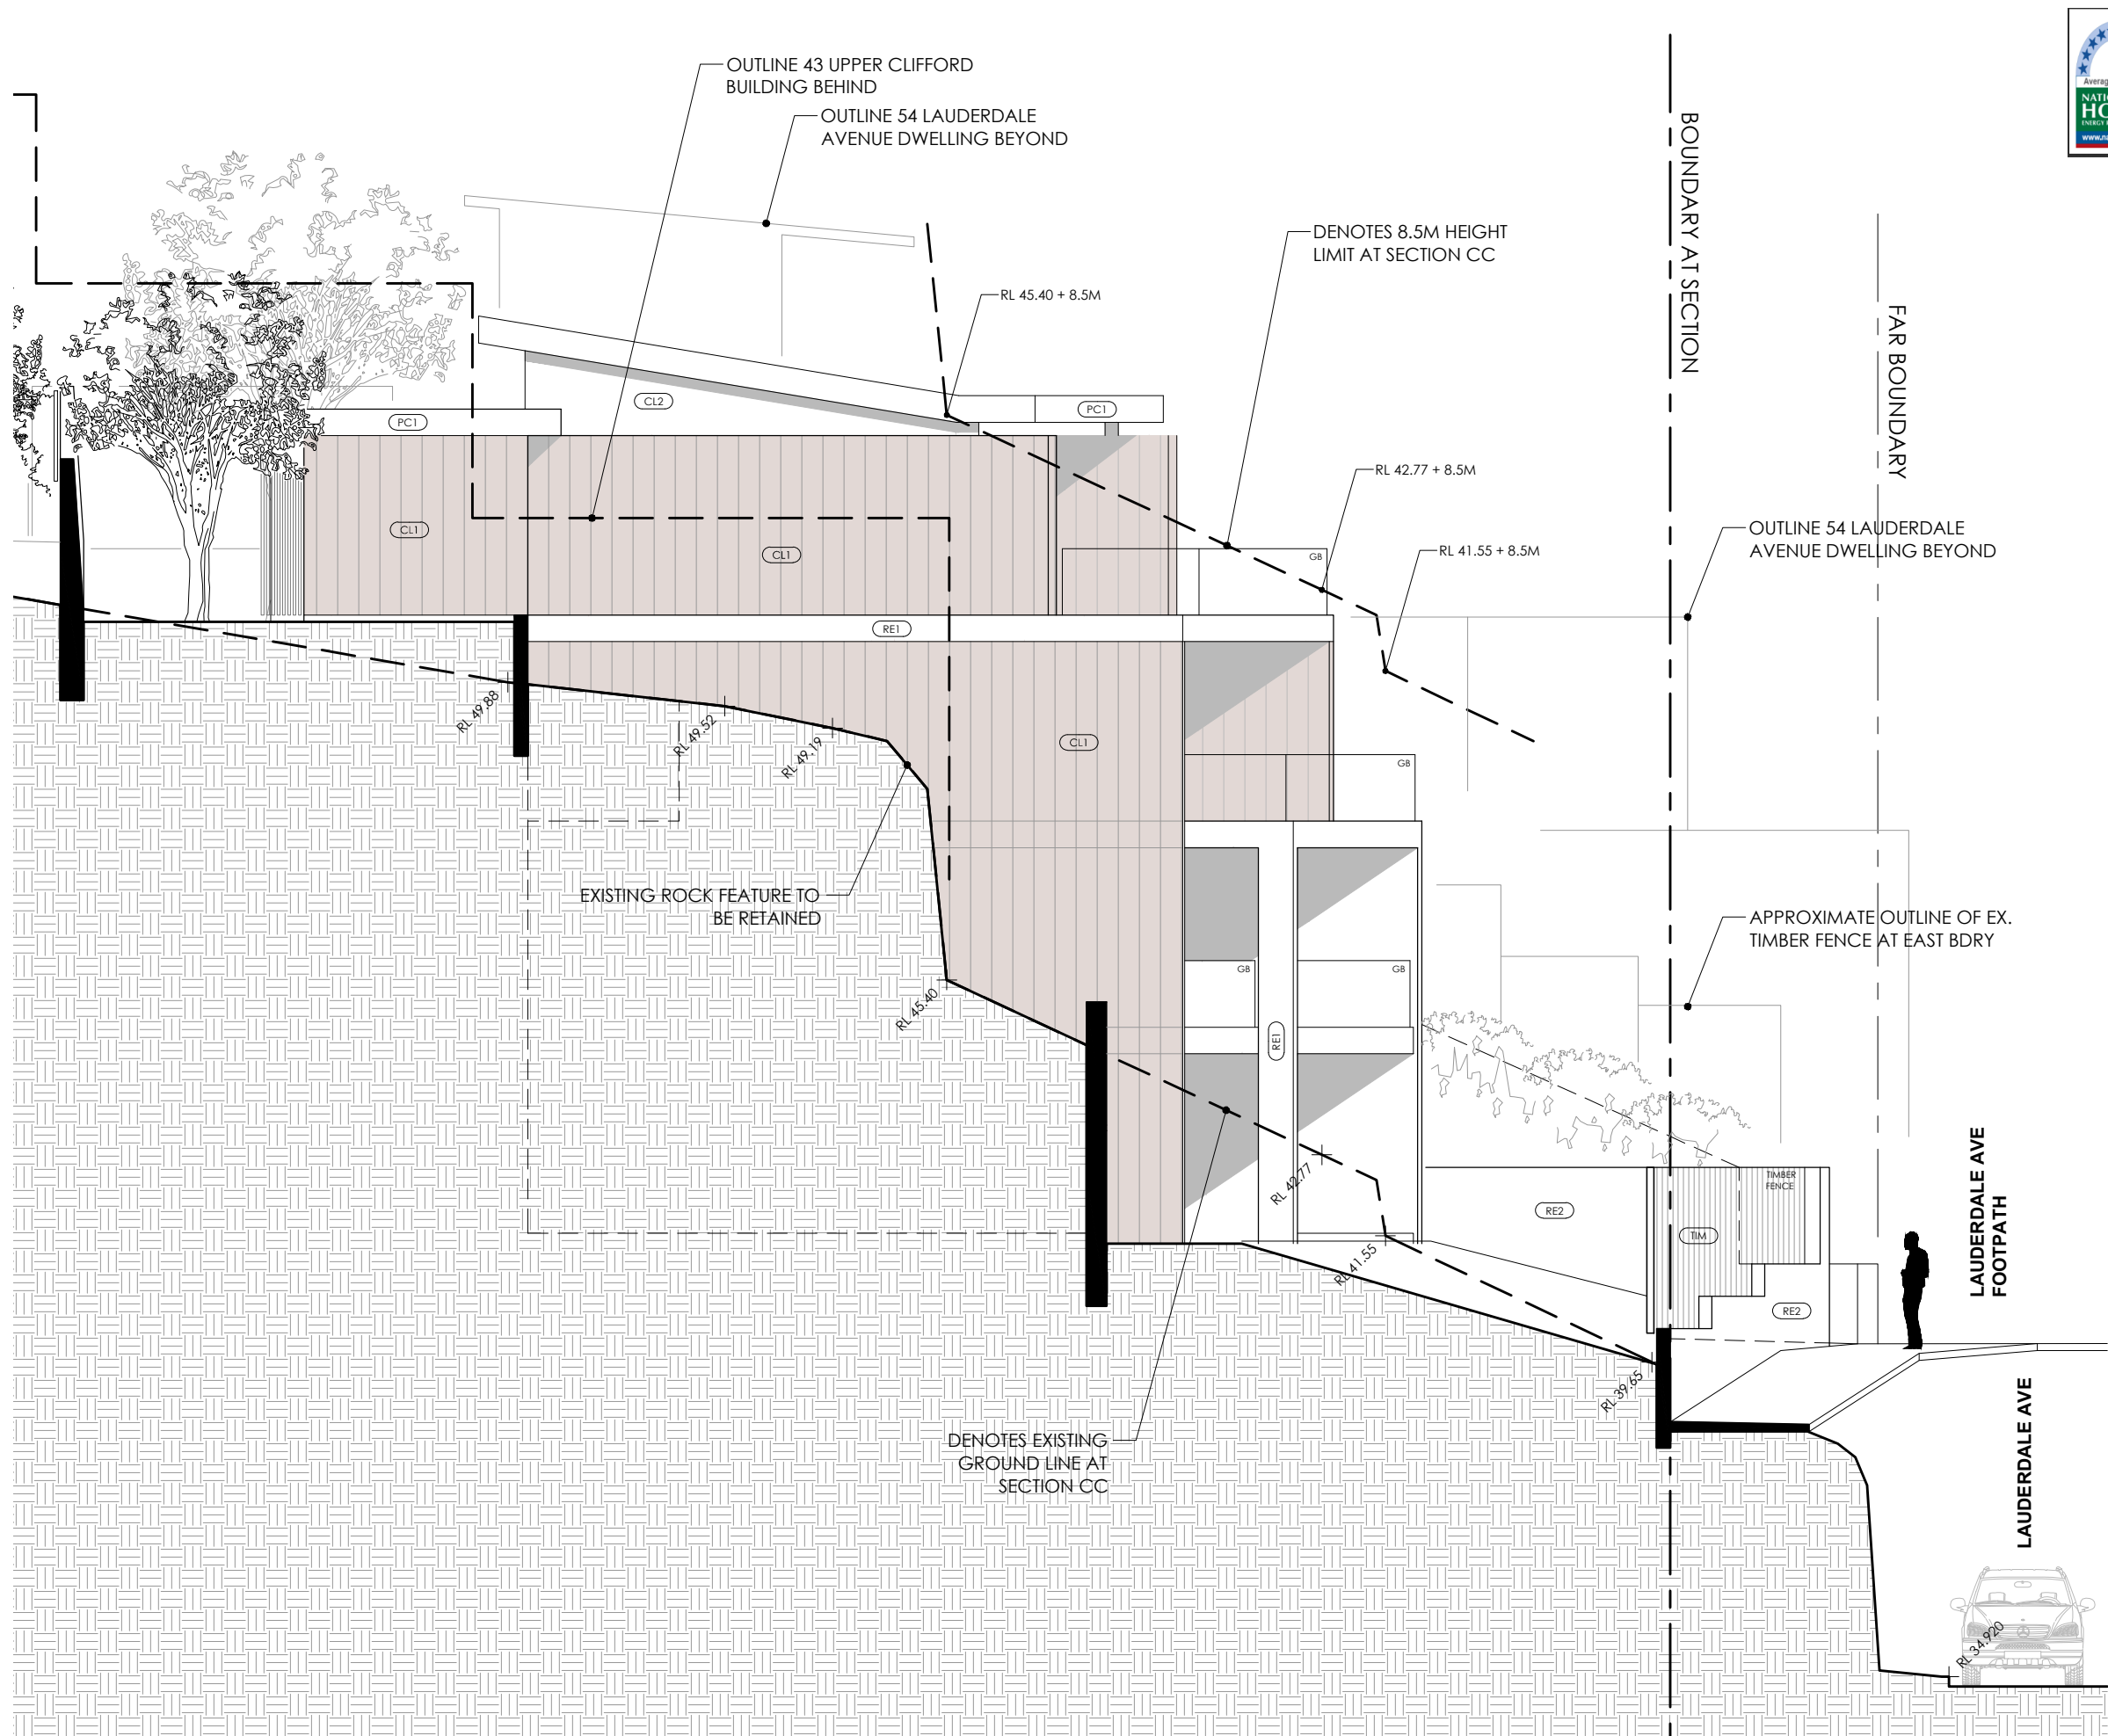 OUTLINE 43 UPPER CLIFFORD
BUILDING BEHIND
OUTLINE 54 LAUDERDALE
AVENUE DWELLING BEYOND
DENOTES 8.5M HEIGHT
LIMIT AT SECTION CC
BOUNDARY AT SECTION
FAR BOUNDARY
RL 45.40 + 8.5M
CL2
PC1
PC1
RL 42.77 + 8.5M
CL1
CL1
GB
RL 41.55 + 8.5M
OUTLINE 54 LAUDERDALE
AVENUE DWELLING BEYOND
RE1
RL 49.88
RL 49.52
RL 49.19
CL1
GB
EXISTING ROCK FEATURE TO
BE RETAINED
APPROXIMATE OUTLINE OF EX.
TIMBER FENCE AT EAST BDRY
GB
GB
RL 45.40
RE1
RL 42.77
TIMBER
FENCE
RE2
TIM
RL 41.55
RE2
LAUDERDALE AVE
FOOTPATH
RL 39.65
DENOTES EXISTING
GROUND LINE AT
SECTION CC
LAUDERDALE AVE
RL 34.920